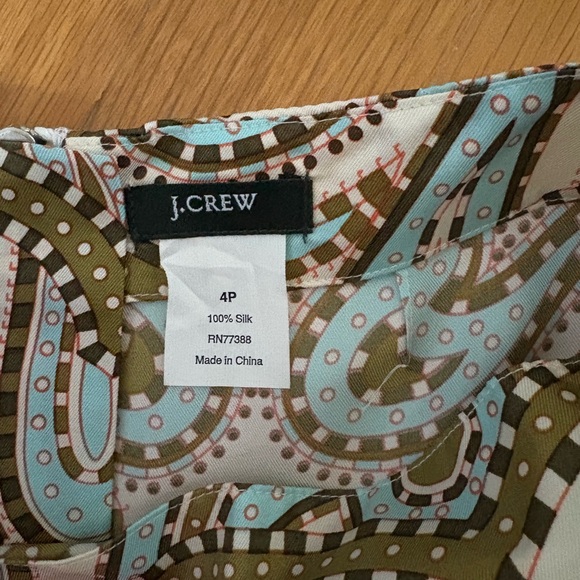 J.CREW
4P
100% Silk
RN77388
Made in China